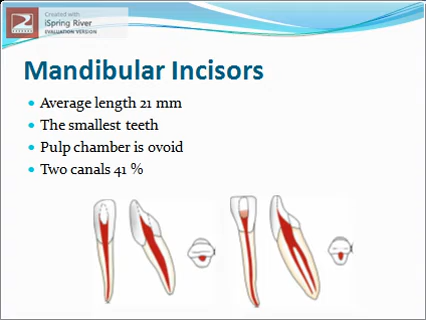 Created with
iSpring River
EVALUATION VERSION
Mandibular Incisors
Average length 21 mm
The smallest teeth
Pulp chamber is ovoid
Two canals 41 %